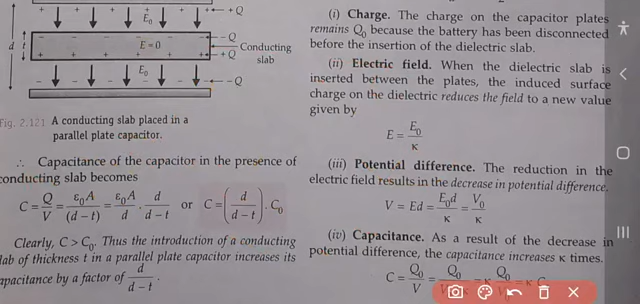 + + + + + Q
E₀
− − − − − Q
d t E = 0 Conducting
+ + + + + Q slab
E₀
− − − − − Q
Fig. 2.121 A conducting slab placed in a
parallel plate capacitor.
∴ Capacitance of the capacitor in the presence of
conducting slab becomes
C = Q/V = ε₀A/(d − t) = ε₀A/d . d/(d − t) or C = (d/(d − t)) . C₀
Clearly, C > C₀. Thus the introduction of a conducting
slab of thickness t in a parallel plate capacitor increases its
capacitance by a factor of d/(d − t)
(i) Charge. The charge on the capacitor plates
remains Q₀ because the battery has been disconnected
before the insertion of the dielectric slab.
(ii) Electric field. When the dielectric slab is
inserted between the plates, the induced surface
charge on the dielectric reduces the field to a new value
given by
E = E₀/κ
(iii) Potential difference. The reduction in the
electric field results in the decrease in potential difference.
V = Ed = E₀d/κ = V₀/κ
(iv) Capacitance. As a result of the decrease in
potential difference, the capacitance increases κ times.
C = Q₀/V = Q₀